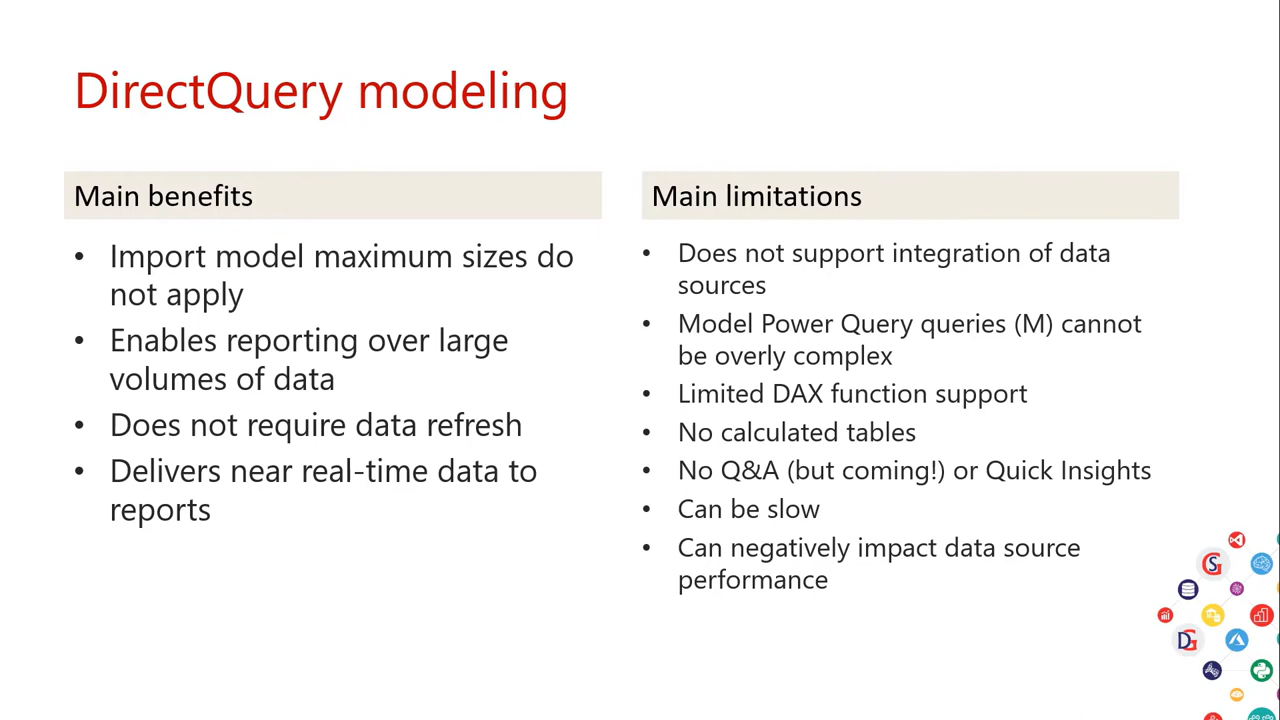 DirectQuery modeling
Main benefits
• Import model maximum sizes do
not apply
• Enables reporting over large
volumes of data
• Does not require data refresh
• Delivers near real-time data to
reports
Main limitations
• Does not support integration of data
sources
• Model Power Query queries (M) cannot
be overly complex
• Limited DAX function support
• No calculated tables
• No Q&A (but coming!) or Quick Insights
• Can be slow
• Can negatively impact data source
performance
SG
DG